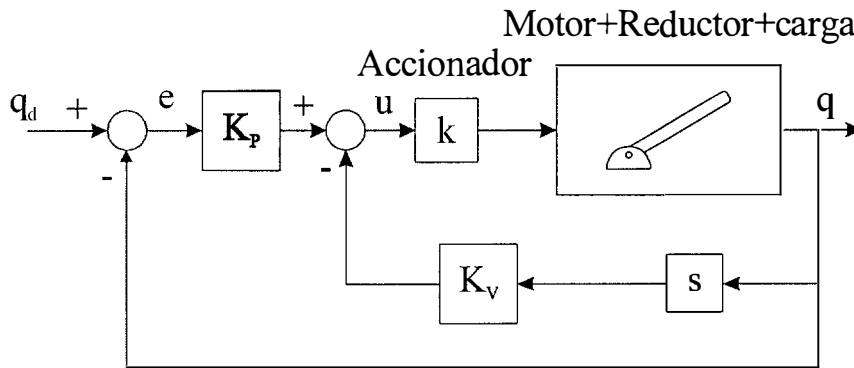 Motor+Reductor+carga
Accionador
q_d + e K_P + u k q
-
-
K_V s